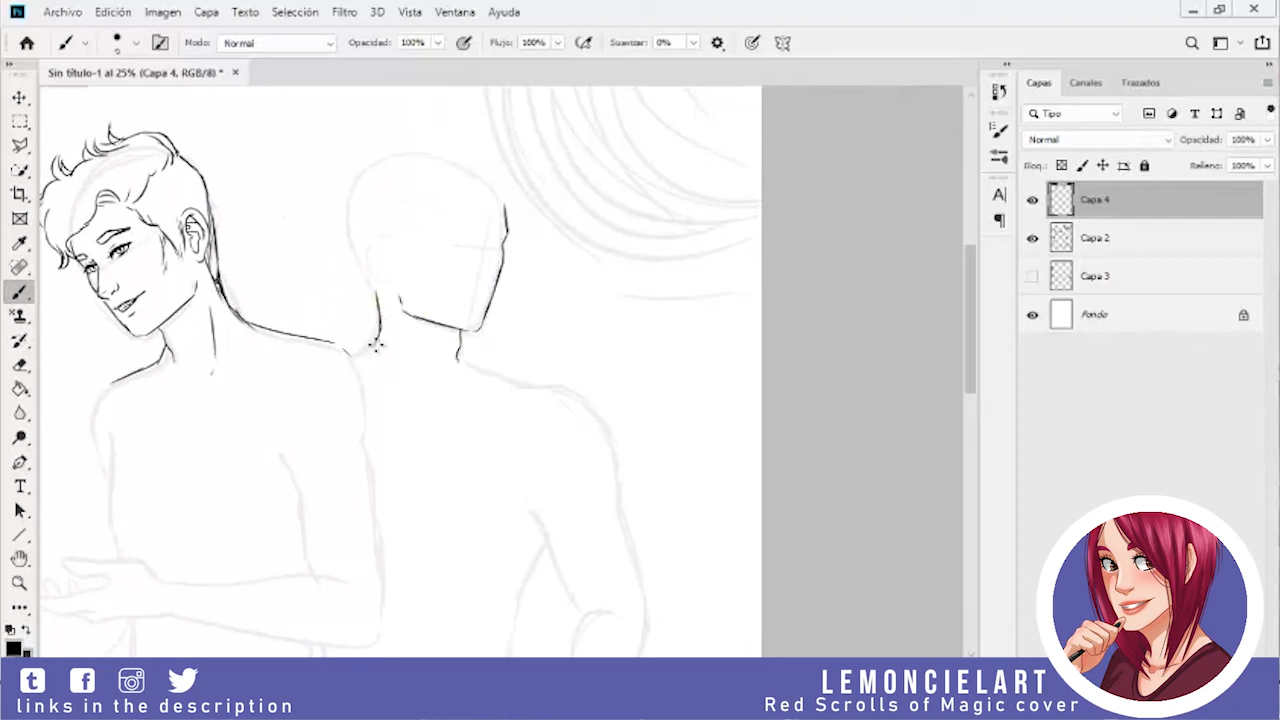 Archivo Edición Imagen Capa Texto Selección Filtro 3D Vista Ventana Ayuda
Modo: Normal Opacidad: 100% Flujo: 100% Suavizar: 0%
Sin título-1 al 25% (Capa 4, RGB/8) * ×
Capas Canales Trazados
Tipo
Normal Opacidad: 100%
Bloq.: Relleno: 100%
Capa 4
Capa 2
Capa 3
Fondo
links in the description
LEMONCIELART
Red Scrolls of Magic cover